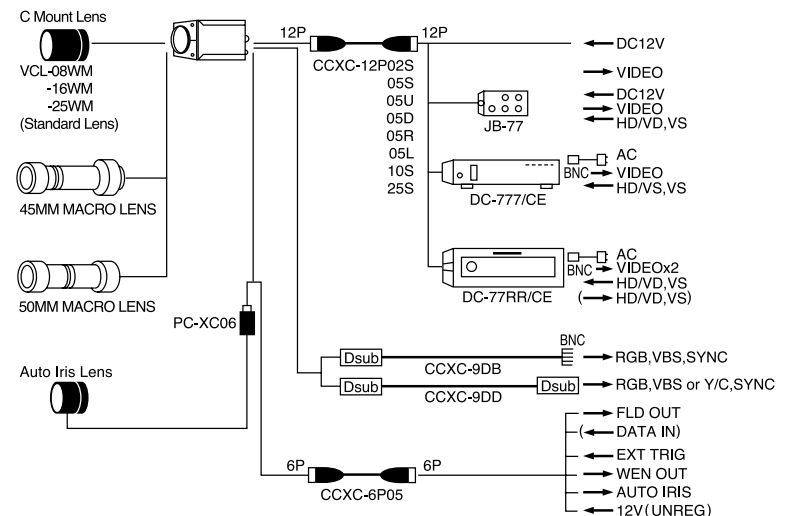 C Mount Lens
VCL-08WM
-16WM
-25WM
(Standard Lens)
45MM MACRO LENS
50MM MACRO LENS
Auto Iris Lens
PC-XC06
12P
12P
CCXC-12P02S
05S
05U
05D
05R
05L
10S
25S
DC12V
VIDEO
DC12V
VIDEO
HD/VD,VS
JB-77
AC
BNC
VIDEO
HD/VS,VS
DC-777/CE
AC
BNC
VIDEOx2
HD/VD,VS
( HD/VD,VS)
DC-77RR/CE
BNC
Dsub
CCXC-9DB
RGB,VBS,SYNC
Dsub
CCXC-9DD
Dsub
RGB,VBS or Y/C,SYNC
6P
6P
CCXC-6P05
FLD OUT
( DATA IN)
EXT TRIG
WEN OUT
AUTO IRIS
12V(UNREG)